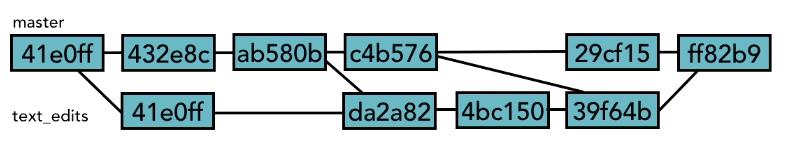 master
41e0ff 432e8c ab580b c4b576 29cf15 ff82b9
text_edits 41e0ff da2a82 4bc150 39f64b